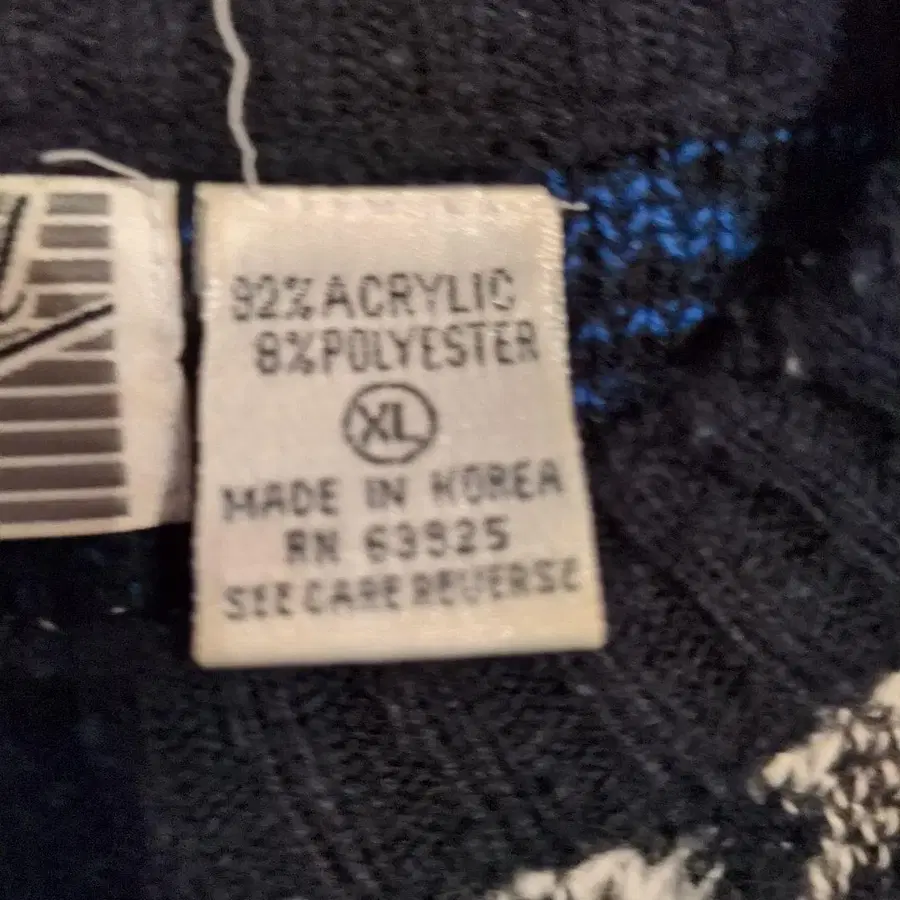 92% ACRYLIC
8% POLYESTER
XL
MADE IN KOREA
RN 63925
SEE CARE REVERSE